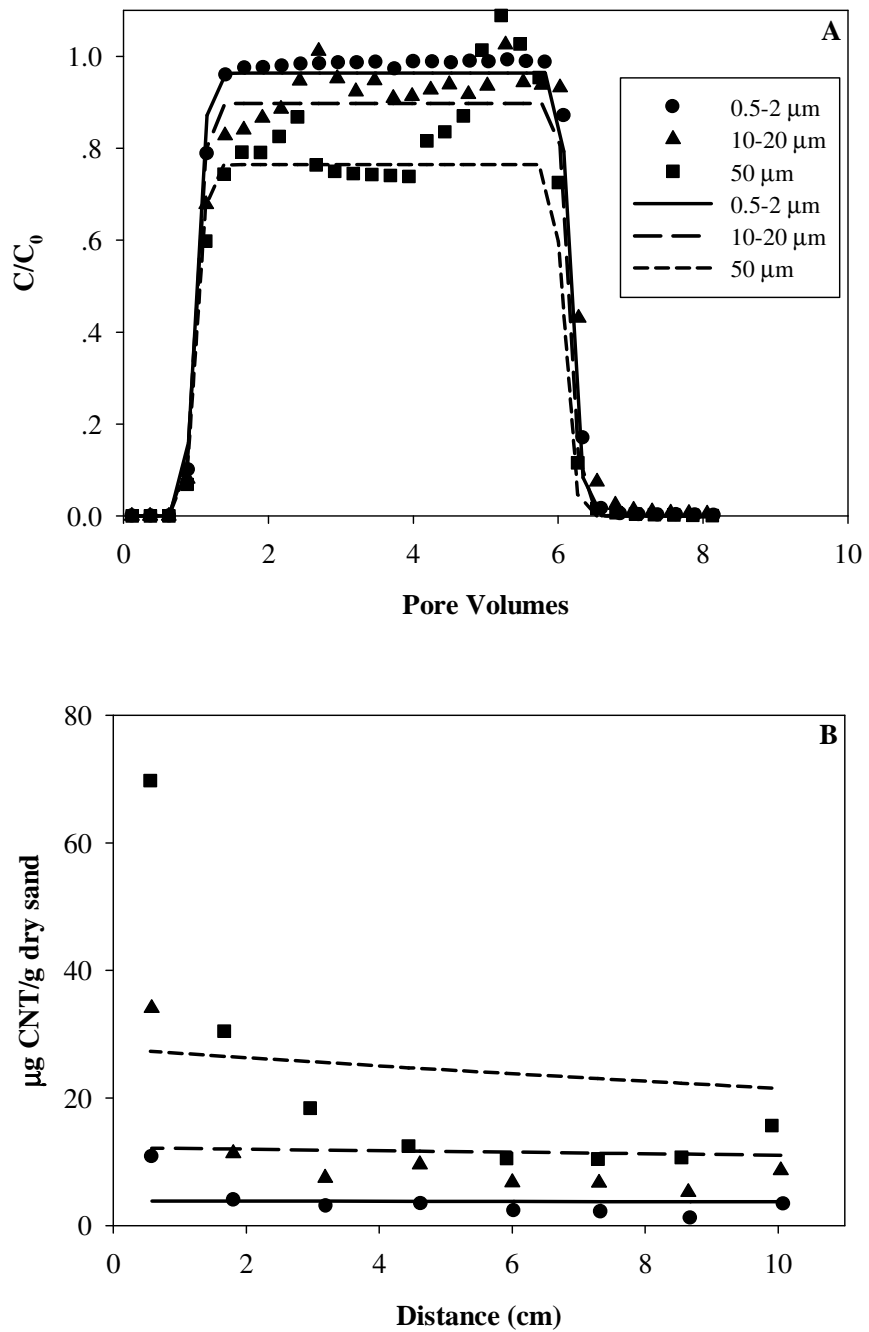 A
1.0
.8
.6
.4
.2
0.0
C/C0
0 2 4 6 8 10
Pore Volumes
0.5-2 μm
10-20 μm
50 μm
0.5-2 μm
10-20 μm
50 μm
B
80
60
40
20
0
μg CNT/g dry sand
0 2 4 6 8 10
Distance (cm)